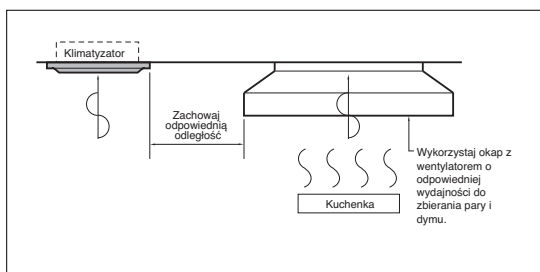 Klimatyzator
Zachowaj
odpowiednią
odległość
Wykorzystaj okap z
wentylatorem o
odpowiedniej
wydajności do
zbierania pary i
dymu.
Kuchenka